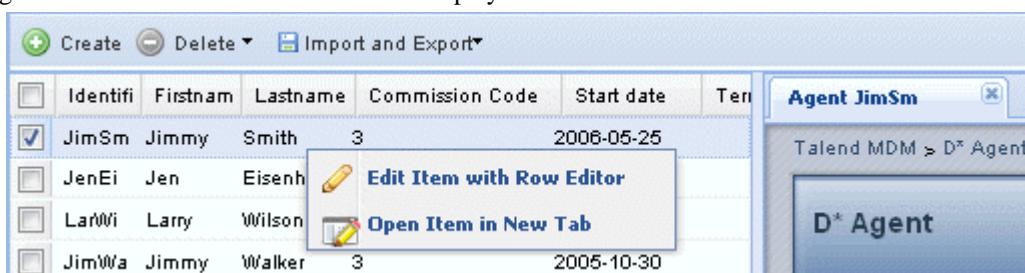 Create Delete Import and Export
Identifi Firstnam Lastname Commission Code Start date Teri
Agent JimSm
JimSm Jimmy Smith 3 2006-05-25
Talend MDM > D* Agent
JenEi Jen Eisenh
Edit Item with Row Editor
LarWi Larry Wilson
Open Item in New Tab
D* Agent
JimWa Jimmy Walker 3 2005-10-30